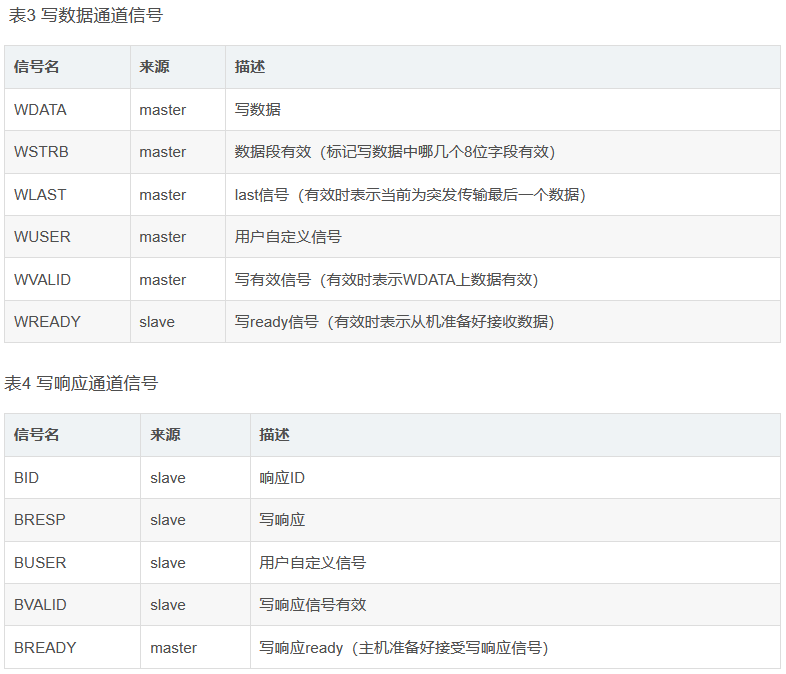 表3 写数据通道信号
信号名 来源 描述
WDATA master 写数据
WSTRB master 数据段有效（标记写数据中哪几个8位字段有效）
WLAST master last信号（有效时表示当前为突发传输最后一个数据）
WUSER master 用户自定义信号
WVALID master 写有效信号（有效时表示WDATA上数据有效）
WREADY slave 写ready信号（有效时表示从机准备好接收数据）
表4 写响应通道信号
信号名 来源 描述
BID slave 响应ID
BRESP slave 写响应
BUSER slave 用户自定义信号
BVALID slave 写响应信号有效
BREADY master 写响应ready（主机准备好接受写响应信号）